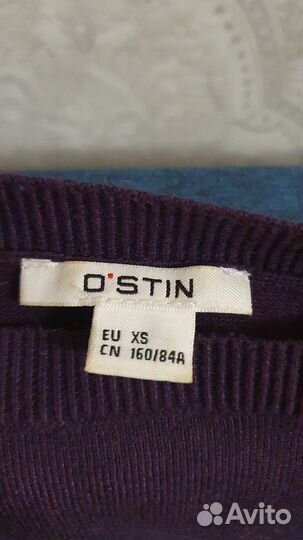 O'STIN
EU XS
CN 160/84A
Avito